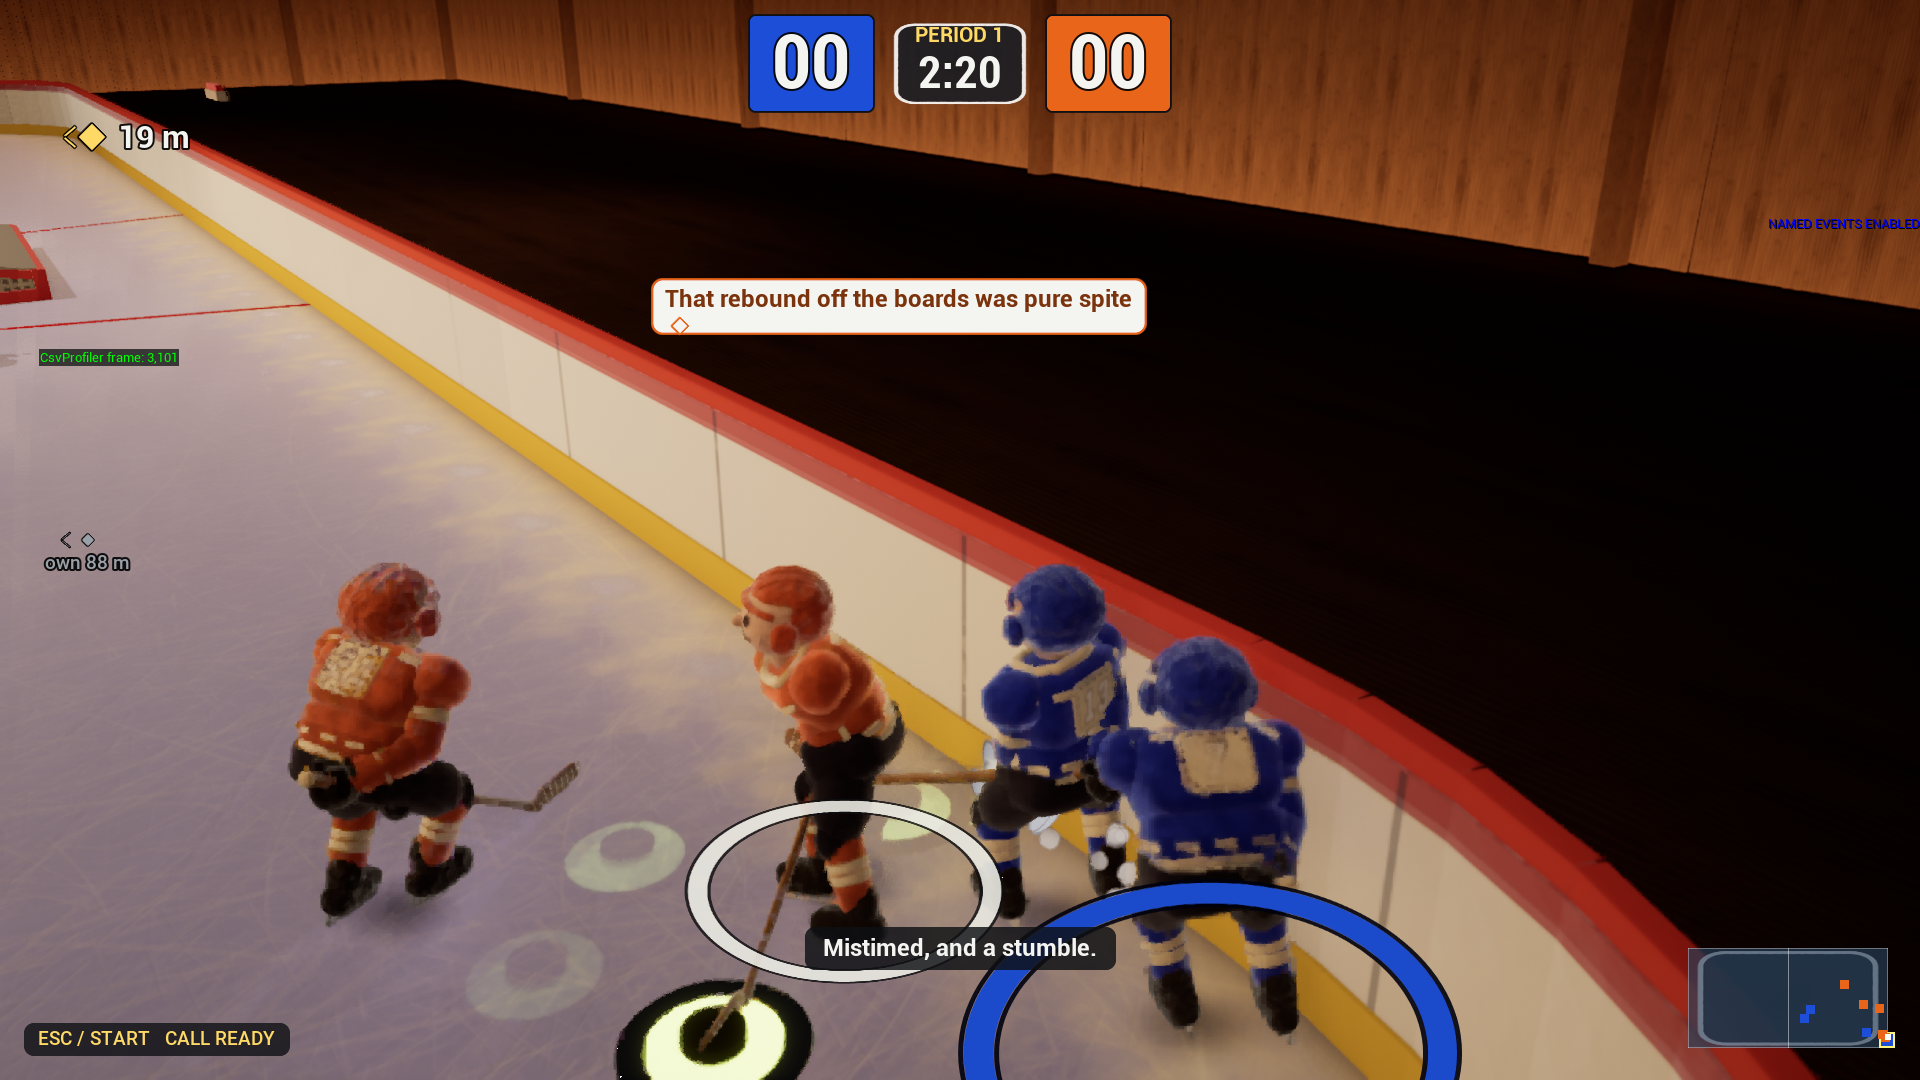 00
PERIOD 1
2:20
00
19 m
NAMED EVENTS ENABLED
That rebound off the boards was pure spite
CsvProfiler frame: 3,101
own 88 m
Mistimed, and a stumble.
ESC / START CALL READY